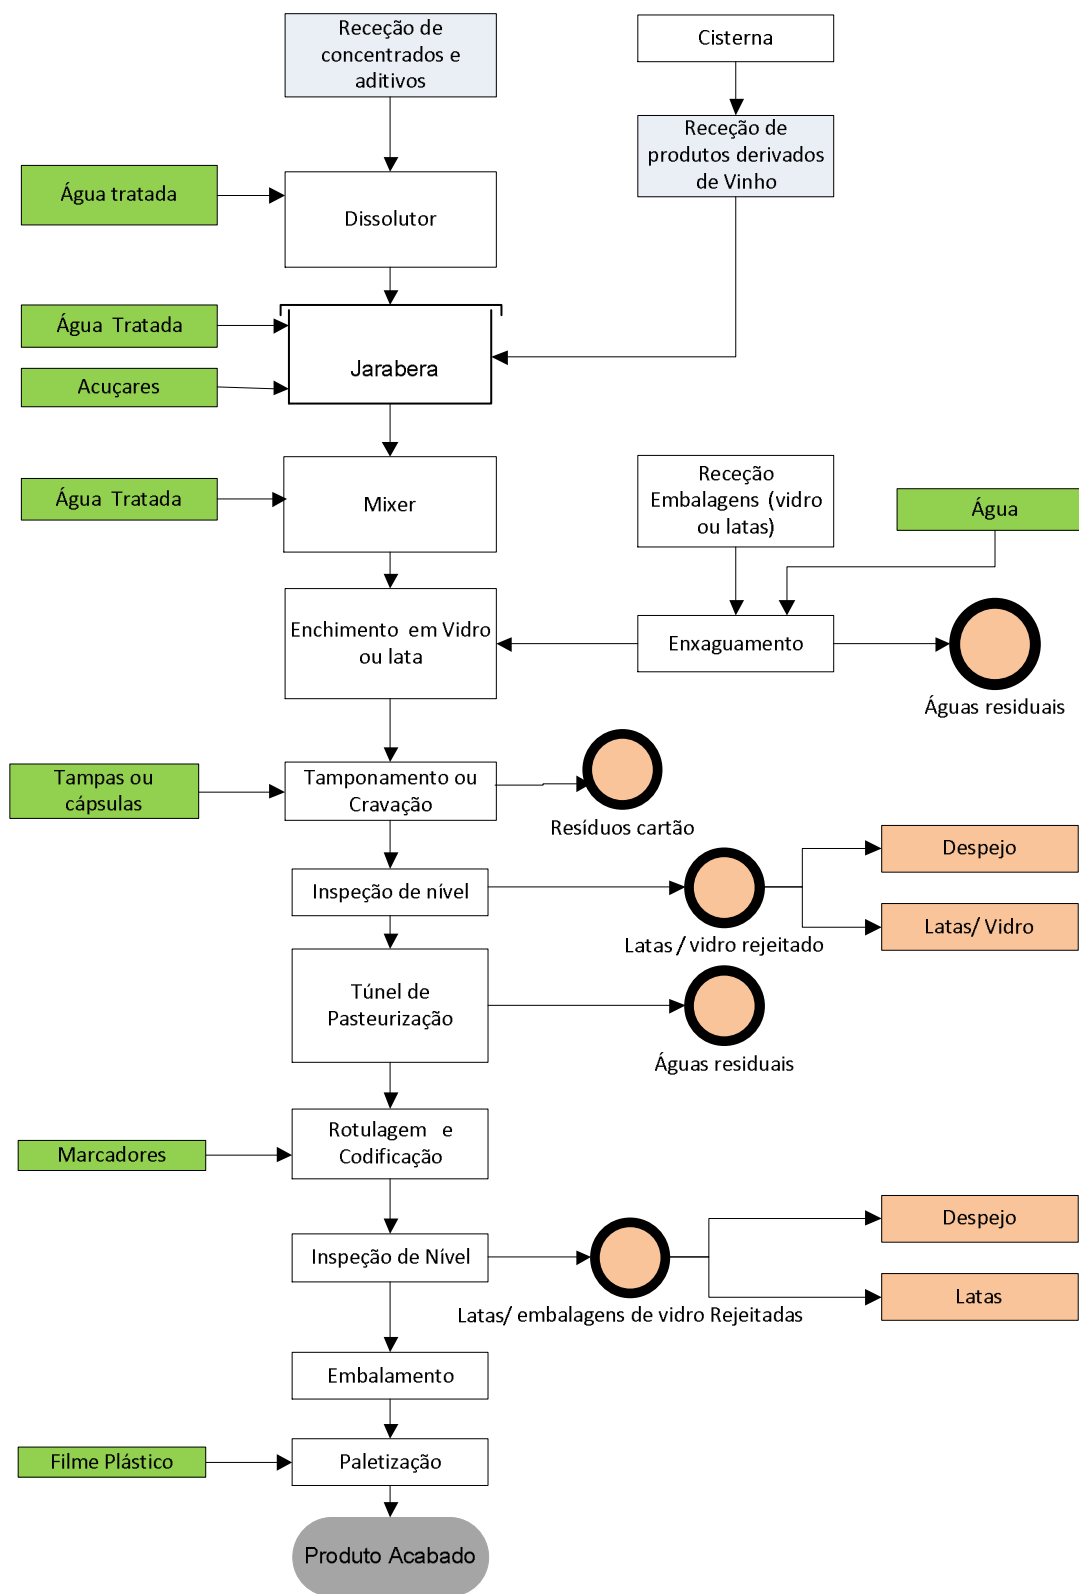 Receção de
concentrados e
aditivos
Cisterna
Receção de
produtos derivados
de Vinho
Água tratada
Dissolutor
Água Tratada
Jarabera
Acuçares
Água Tratada
Mixer
Receção
Embalagens (vidro
ou latas)
Água
Enchimento em Vidro
ou lata
Enxaguamento
Águas residuais
Tampas ou
cápsulas
Tamponamento ou
Cravação
Resíduos cartão
Despejo
Inspeção de nível
Latas / vidro rejeitado
Latas/ Vidro
Túnel de
Pasteurização
Águas residuais
Rotulagem e
Codificação
Marcadores
Despejo
Inspeção de Nível
Latas/ embalagens de vidro Rejeitadas
Latas
Embalamento
Filme Plástico
Paletização
Produto Acabado